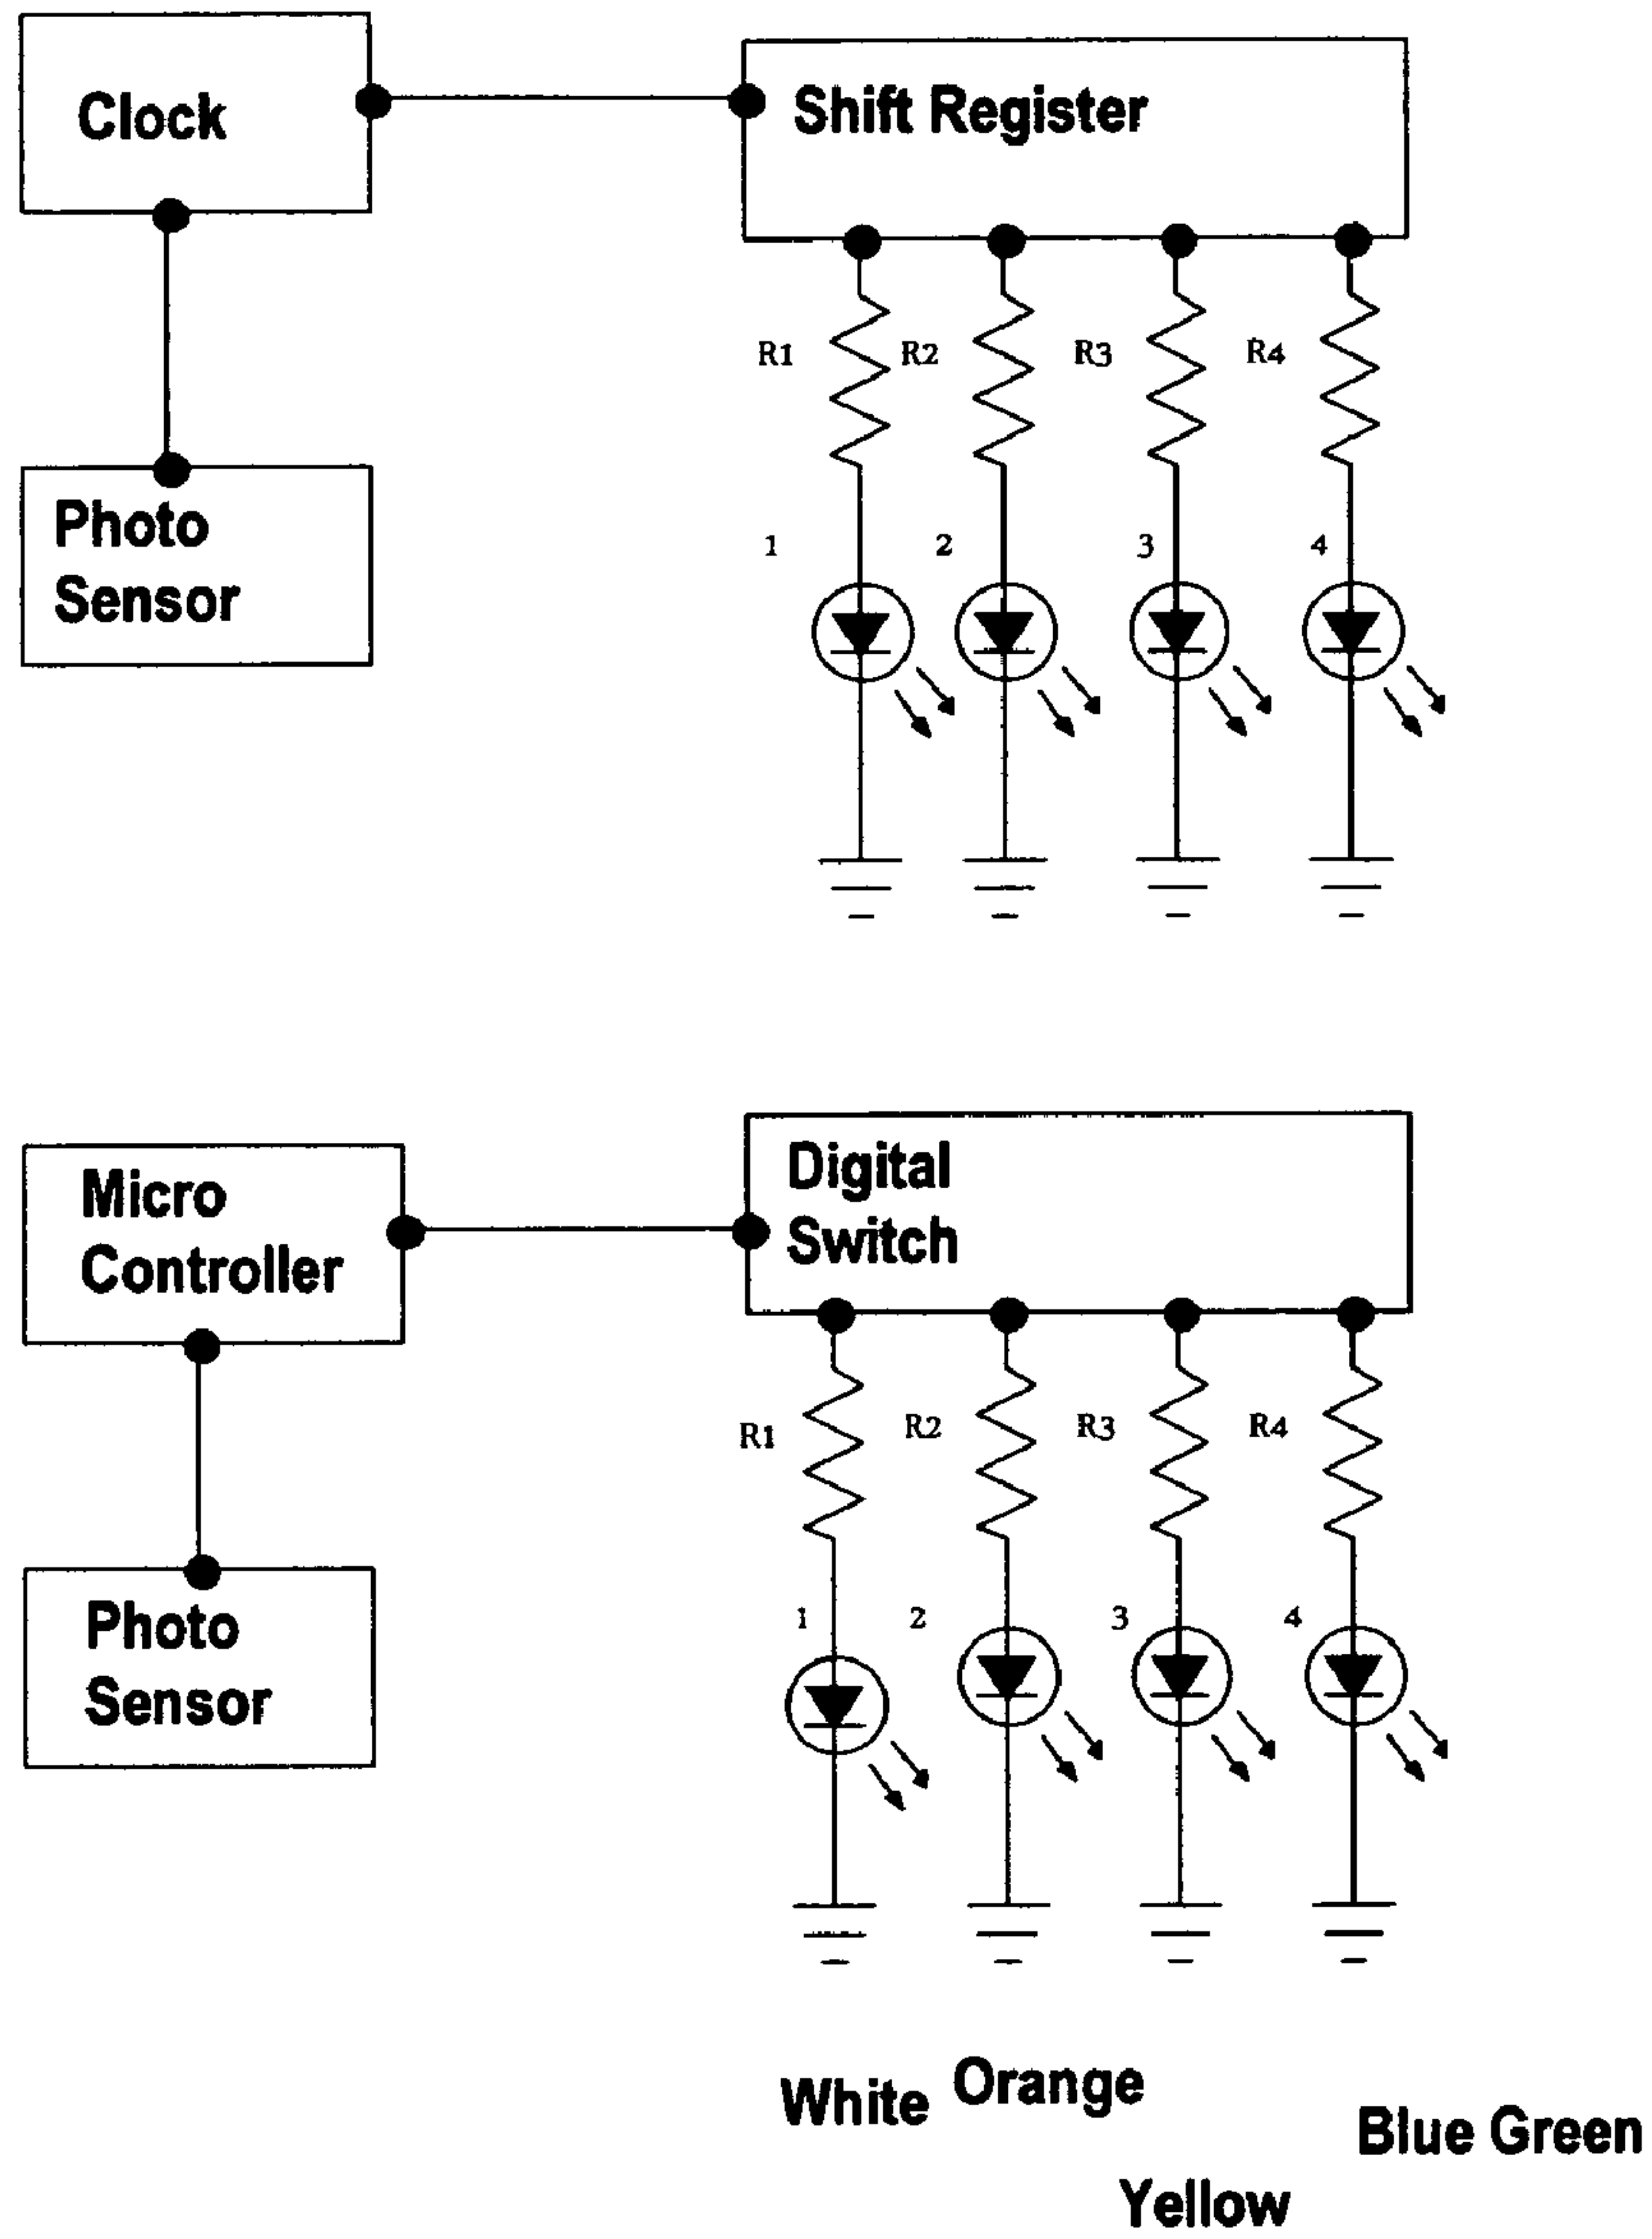 Clock
Shift Register
R1 R2 R3 R4
Photo
Sensor
1 2 3 4
Micro
Controller
Digital
Switch
R1 R2 R3 R4
Photo
Sensor
1 2 3 4
White Orange
Blue Green
Yellow